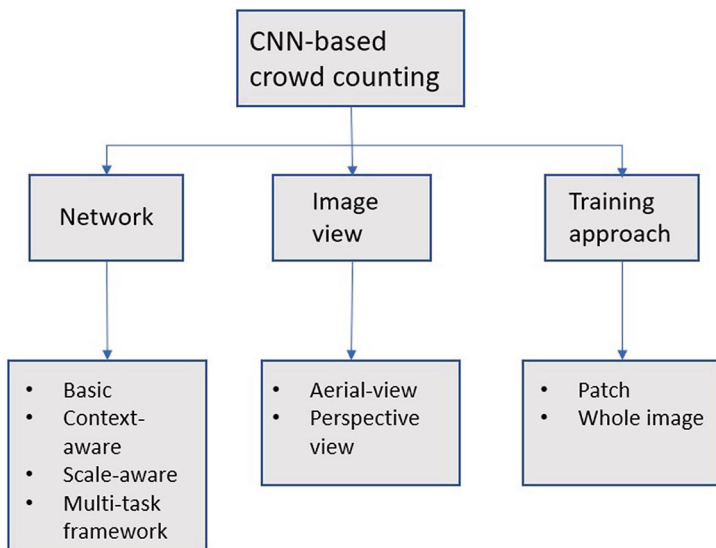 CNN-based
crowd counting
Network
Image
view
Training
approach
• Basic
• Context-
aware
• Scale-aware
• Multi-task
framework
• Aerial-view
• Perspective
view
• Patch
• Whole image